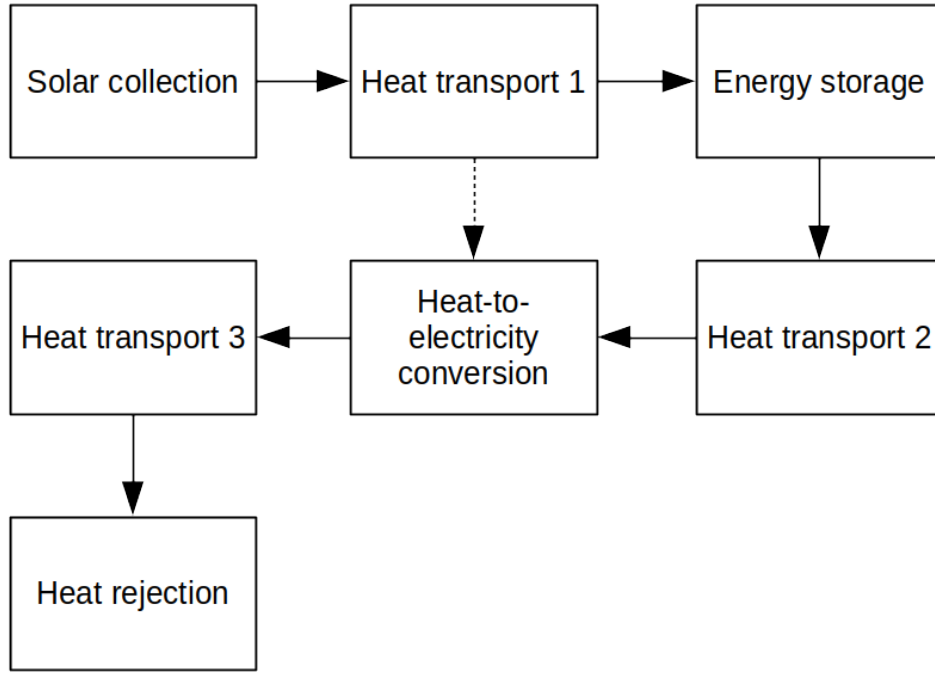 Solar collection
Heat transport 1
Energy storage
Heat transport 3
Heat-to-
electricity
conversion
Heat transport 2
Heat rejection